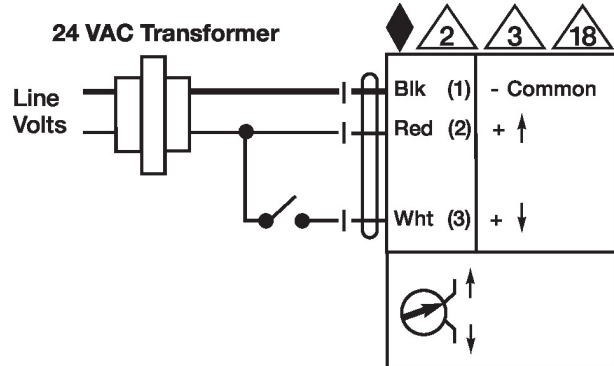 24 VAC Transformer
2
3
18
Line
Volts
Blk (1) - Common
Red (2) +
Wht (3) +